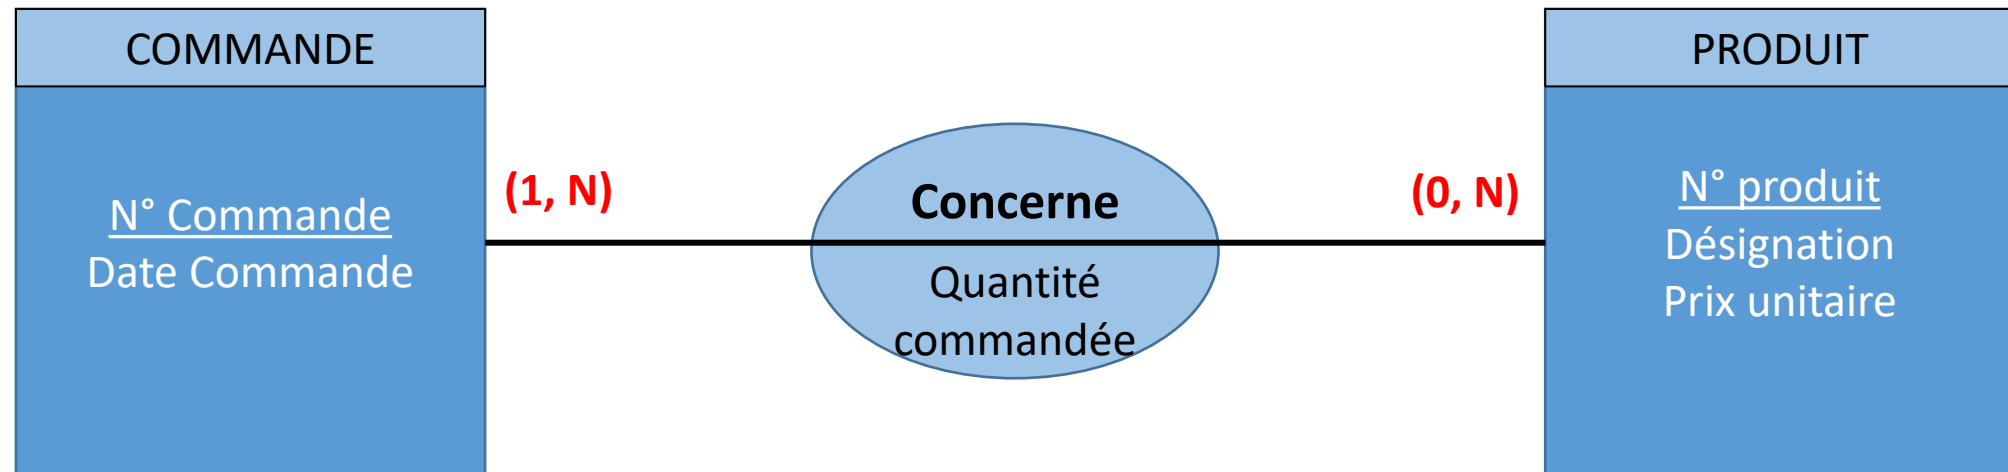 COMMANDE
N° Commande
Date Commande
(1, N)
Concerne
Quantité
commandée
(0, N)
PRODUIT
N° produit
Désignation
Prix unitaire